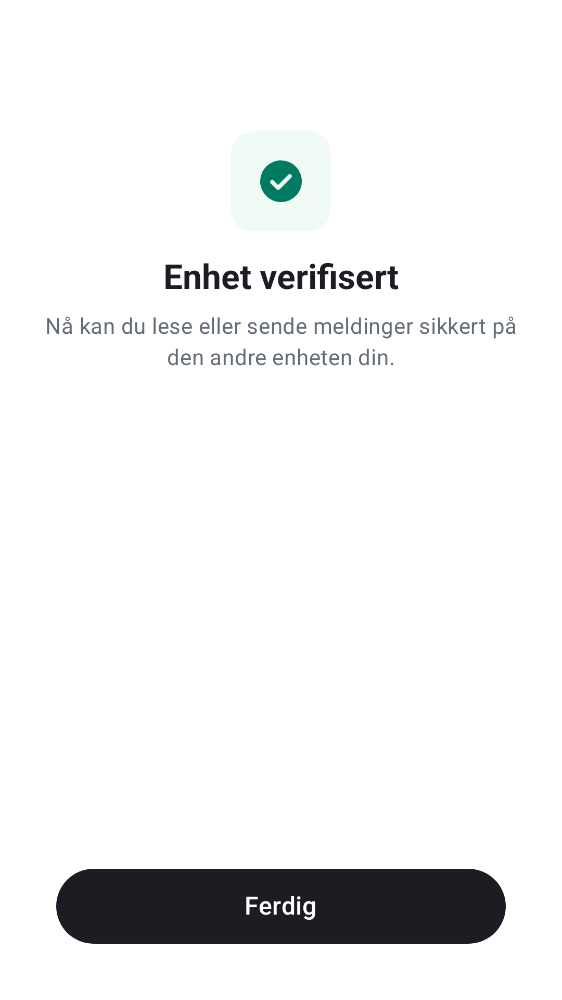 Enhet verifisert
Nå kan du lese eller sende meldinger sikkert på
den andre enheten din.
Ferdig